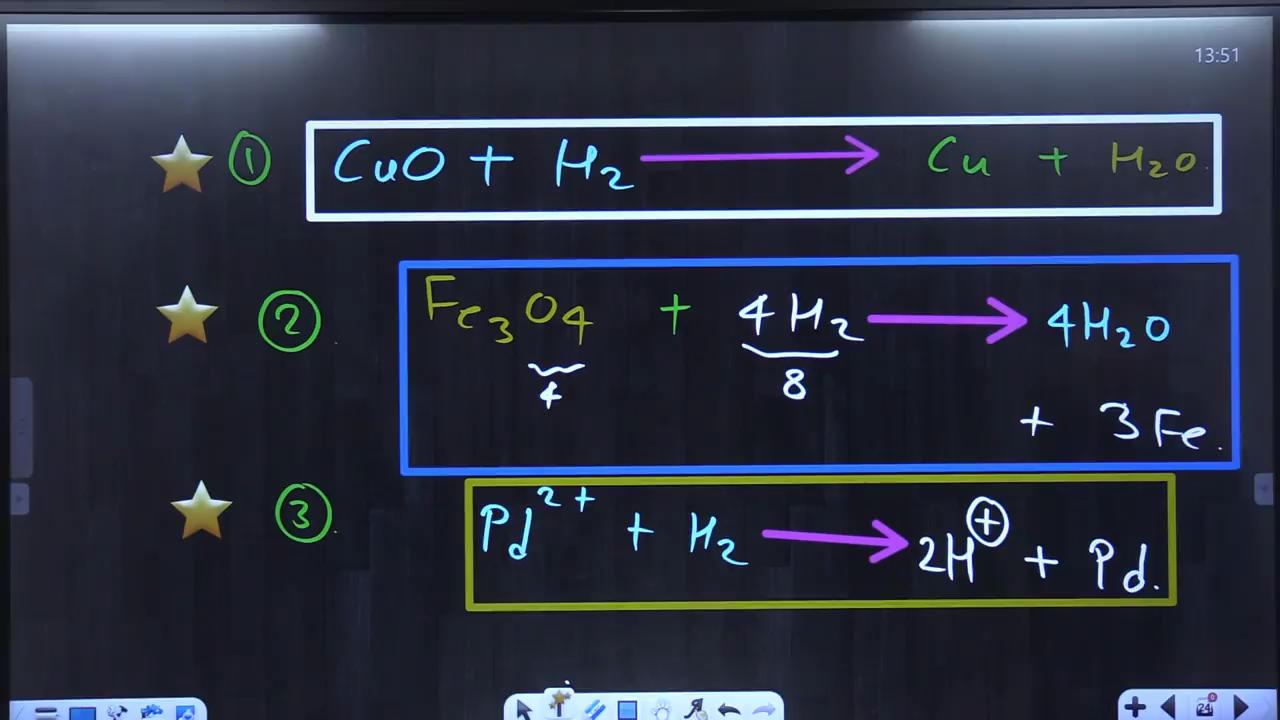 13:51
① CuO + H₂ ⟶ Cu + H₂O
② Fe₃O₄ + 4H₂ ⟶ 4H₂O
4 8
+ 3Fe.
③ Pd²⁺ + H₂ ⟶ 2H⊕ + Pd.
24